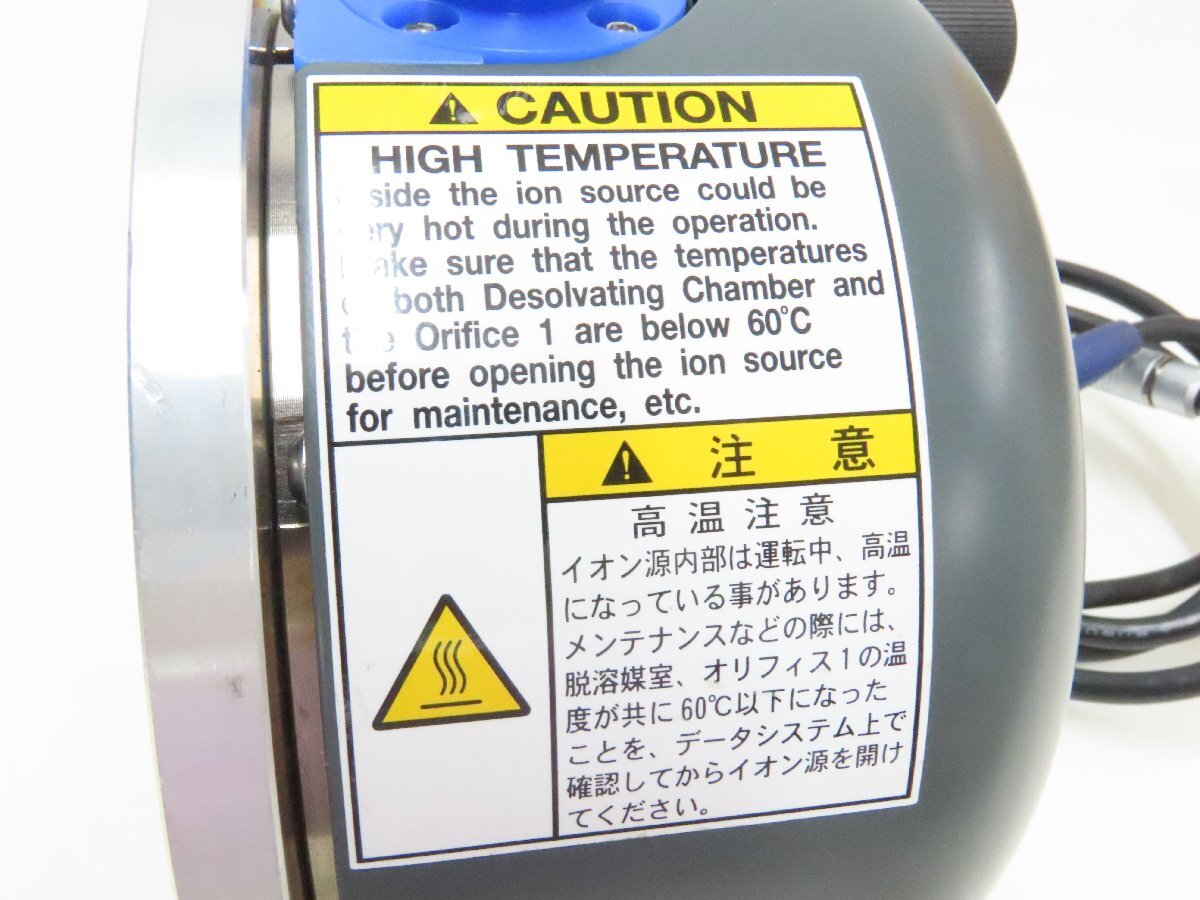 CAUTION
HIGH TEMPERATURE
side the ion source could be
ery hot during the operation.
ake sure that the temperatures
both Desolvating Chamber and
the Orifice 1 are below 60°C
before opening the ion source
for maintenance, etc.
注 意
高温注意
イオン源内部は運転中、高温
になっている事があります。
メンテナンスなどの際には、
脱溶媒室、オリフィス1の温
度が共に60℃以下になった
ことを、データシステム上で
確認してからイオン源を開け
てください。